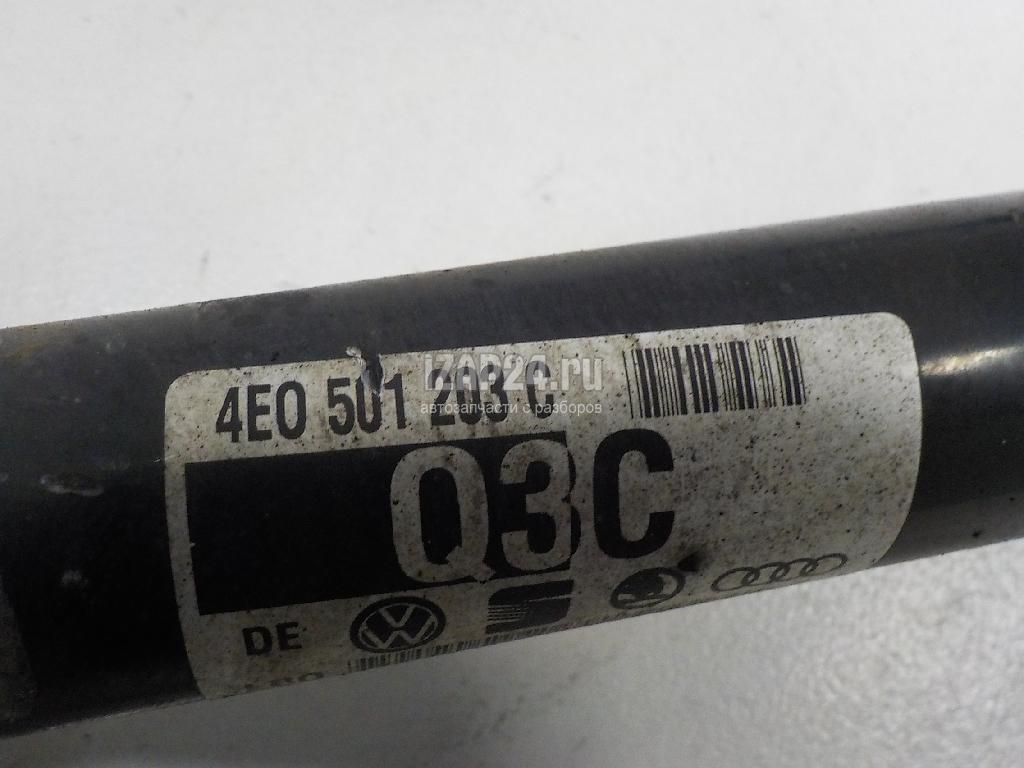 4E0 501 203 C
iZAP24.ru
автозапчасти с разборов
Q3C
DE